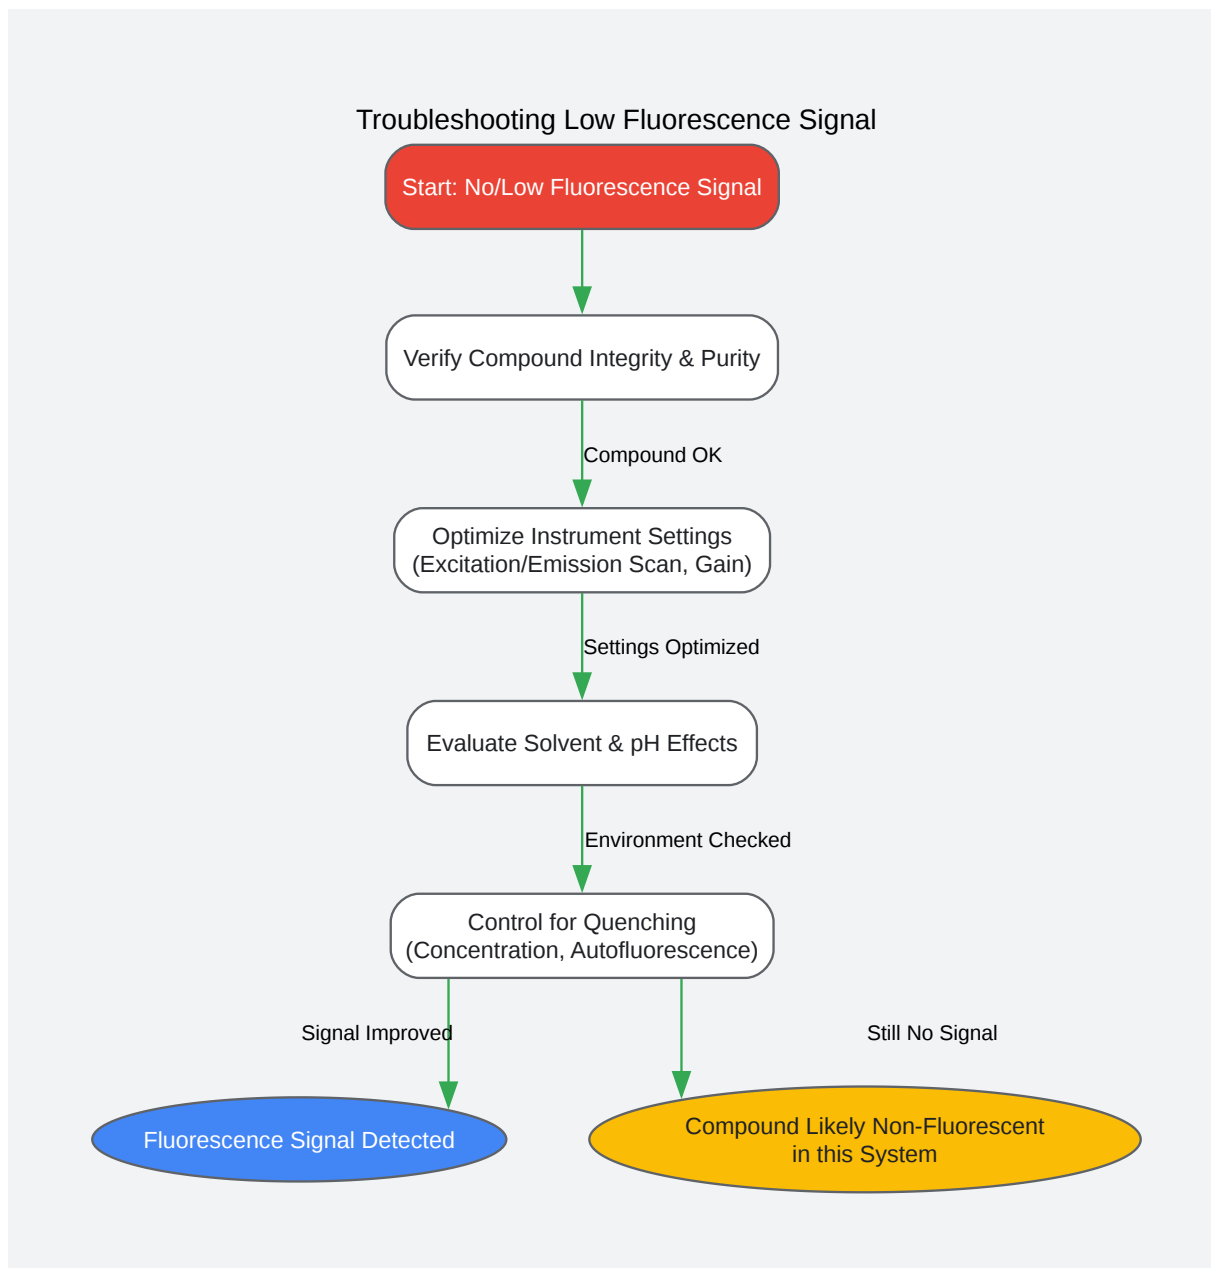 Troubleshooting Low Fluorescence Signal
Start: No/Low Fluorescence Signal
Verify Compound Integrity & Purity
Compound OK
Optimize Instrument Settings
(Excitation/Emission Scan, Gain)
Settings Optimized
Evaluate Solvent & pH Effects
Environment Checked
Control for Quenching
(Concentration, Autofluorescence)
Signal Improved
Still No Signal
Fluorescence Signal Detected
Compound Likely Non-Fluorescent
in this System